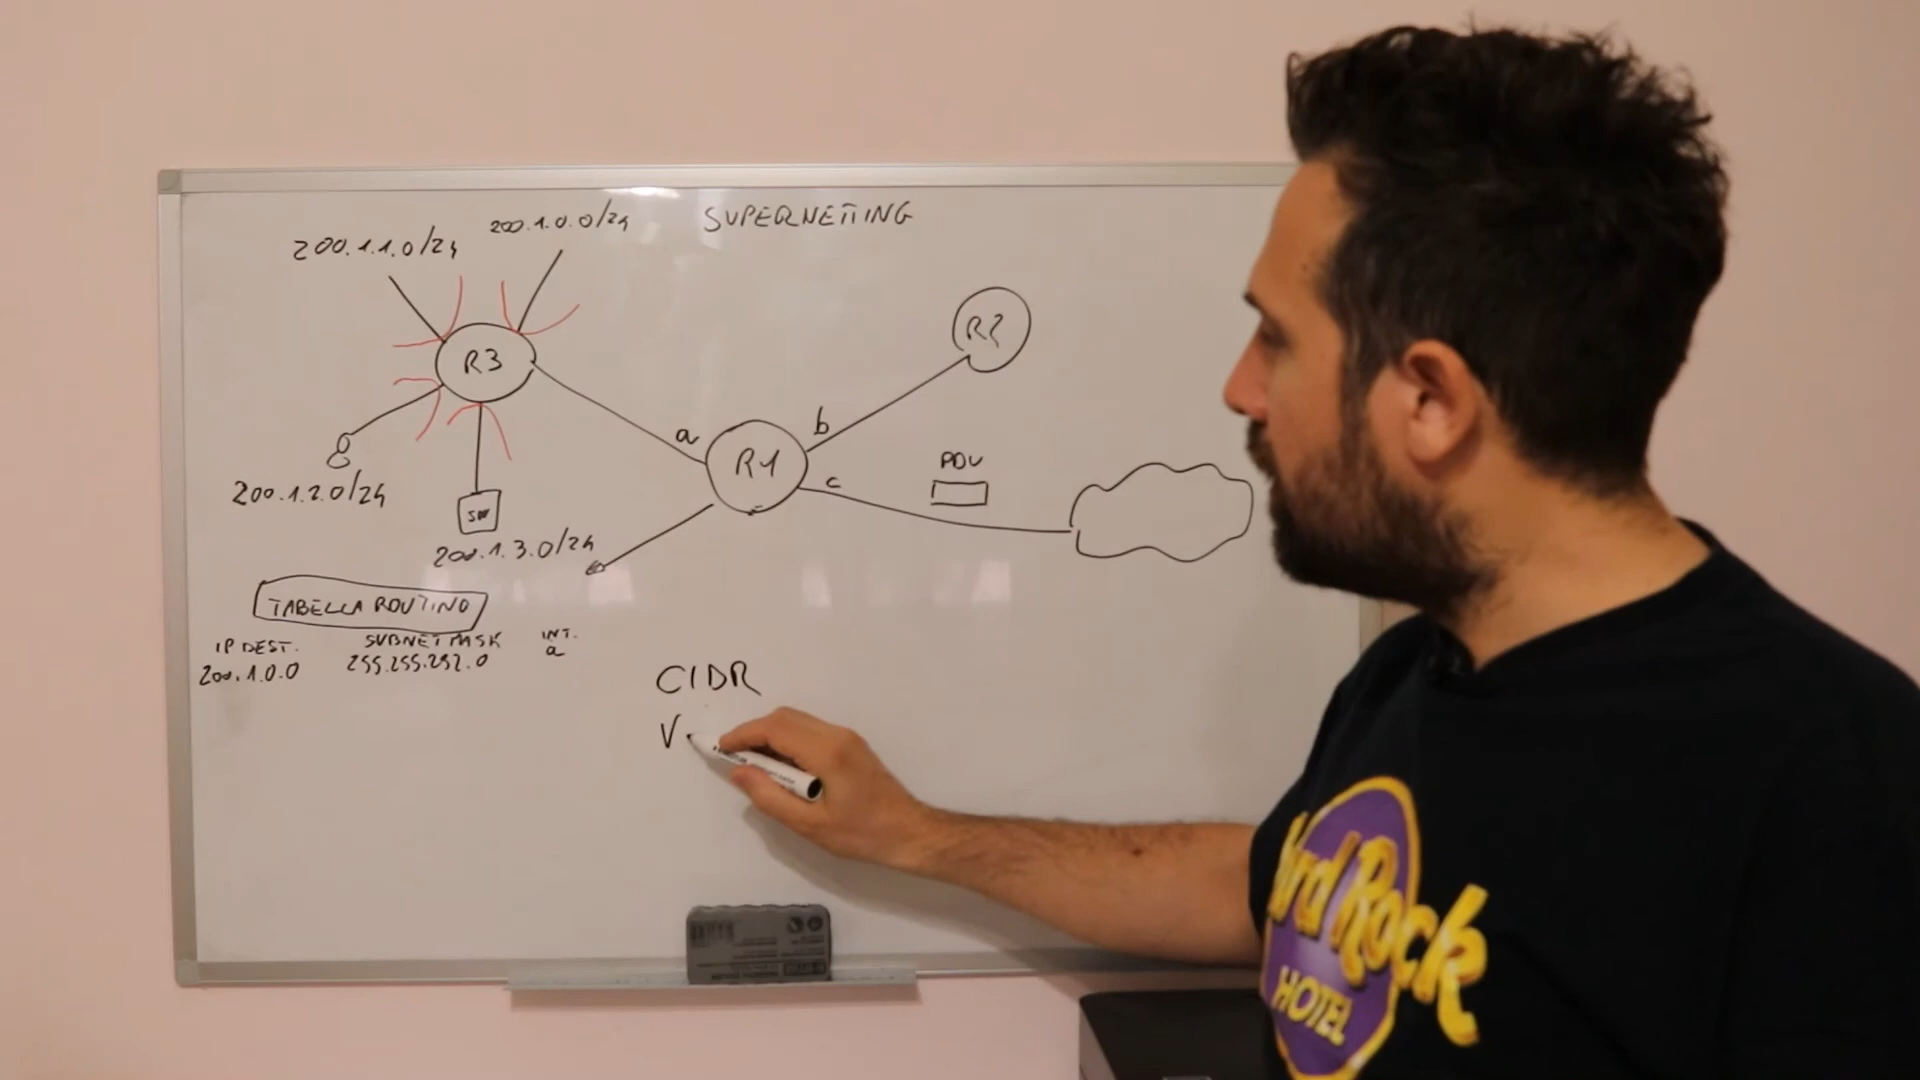 SUPERNETTING
200.1.1.0/24
200.1.0.0/24
R3
R2
a
b
R1
c
PDU
200.1.2.0/24
SW
200.1.3.0/24
TABELLA ROUTING
IP DEST. SUBNET MASK INT.
200.1.0.0 255.255.252.0 a
CIDR
V
Hard Rock
HOTEL